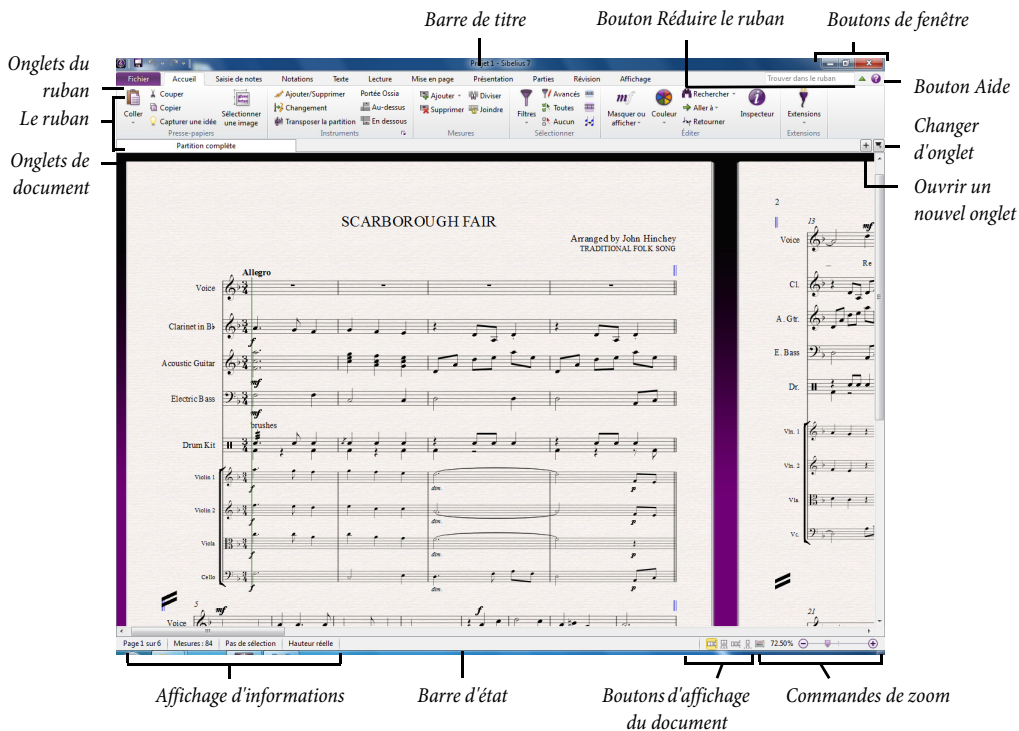 Barre de titre
Bouton Réduire le ruban
Boutons de fenêtre
Onglets du
ruban
Le ruban
Onglets de
document
Bouton Aide
Changer
d'onglet
Ouvrir un
nouvel onglet
Projet 1 - Sibelius 7
Fichier Accueil Saisie de notes Notations Texte Lecture Mise en page Présentation Parties Révision Affichage Trouver dans le ruban
Coller
Couper
Copier
Capturer une idée
Sélectionner
une image
Presse-papiers
Ajouter/Supprimer
Changement
Transposer la partition
Portée Ossia
Au-dessus
En dessous
Instruments
Ajouter
Supprimer
Diviser
Joindre
Mesures
Filtres
Avancés
Toutes
Aucun
Sélectionner
Masquer ou
afficher
Couleur
Rechercher
Aller à
Retourner
Éditer
Inspecteur
Extensions
Extensions
Partition complète
SCARBOROUGH FAIR
Arranged by John Hinchey
TRADITIONAL FOLK SONG
Allegro
Voice
Clarinet in B♭
f
Acoustic Guitar
mf
Electric Bass
mf
brushes
Drum Kit
Violin 1
f dim. p
Violin 2
f dim. p
Viola
f dim. p
Cello
f dim. p
5
mf f
Voice
2
13
mf
Voice
_ Re
Cl.
A. Gtr.
E. Bass
Dr.
Vln. 1
Vln. 2
Vla.
Vc.
21
Page 1 sur 6 Mesures : 84 Pas de sélection Hauteur réelle 72.50%
Affichage d'informations
Barre d'état
Boutons d'affichage
du document
Commandes de zoom